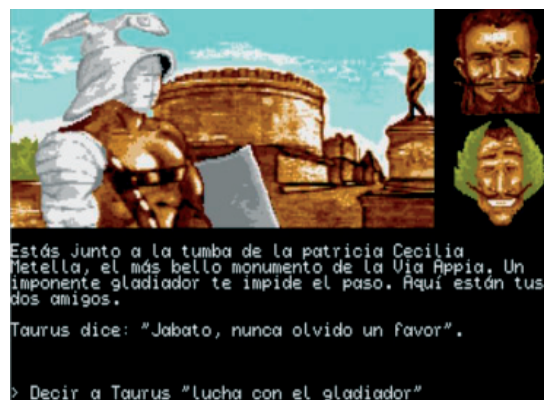 Estás junto a la tumba de la patricia Cecilia
Metella, el más bello monumento de la Via Appia. Un
imponente gladiador te impide el paso. Aquí están tus
dos amigos.
Taurus dice: "Jabato, nunca olvido un favor".
> Decir a Taurus "lucha con el gladiador"